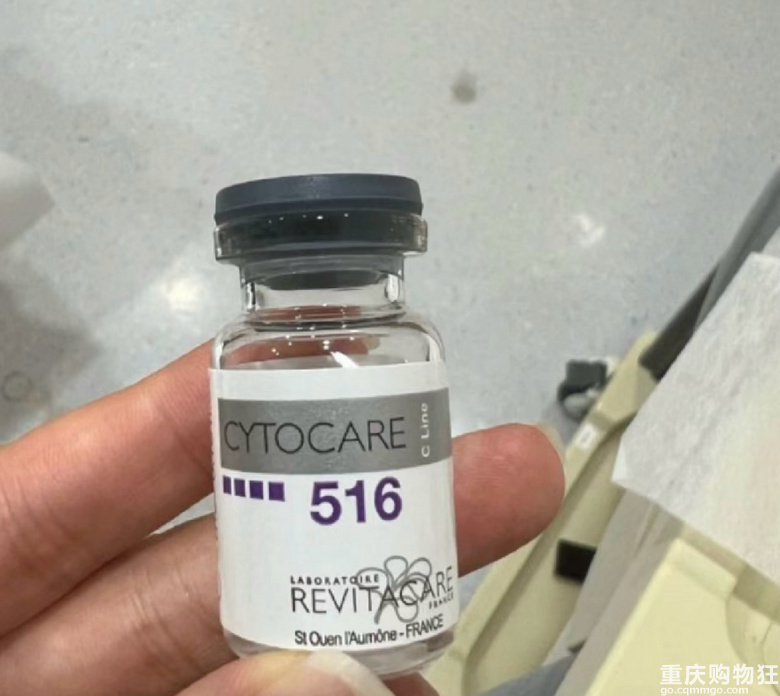 CYTOCARE
C Line
516
LABORATOIRE
REVITACARE
FRANCE
St Ouen l'Aumône - FRANCE
重庆购物狂
go.cqmmgo.com